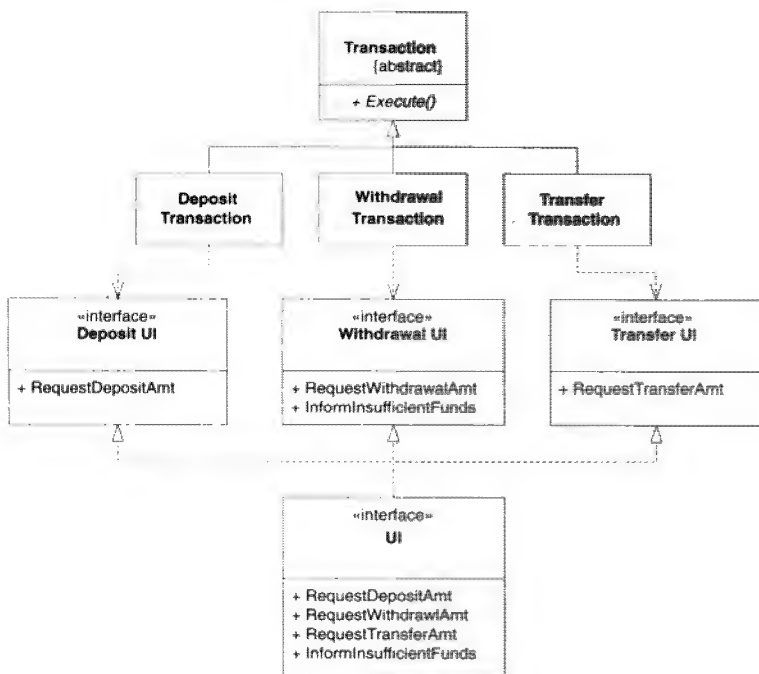 Transaction
{abstract}
+ Execute()
Deposit
Transaction
Withdrawal
Transaction
Transfer
Transaction
«interface»
Deposit UI
+ RequestDepositAmt
«interface»
Withdrawal UI
+ RequestWithdrawalAmt
+ InformInsufficientFunds
«interface»
Transfer UI
+ RequestTransferAmt
«interface»
UI
+ RequestDepositAmt
+ RequestWithdrawlAmt
+ RequestTransferAmt
+ InformInsufficientFunds